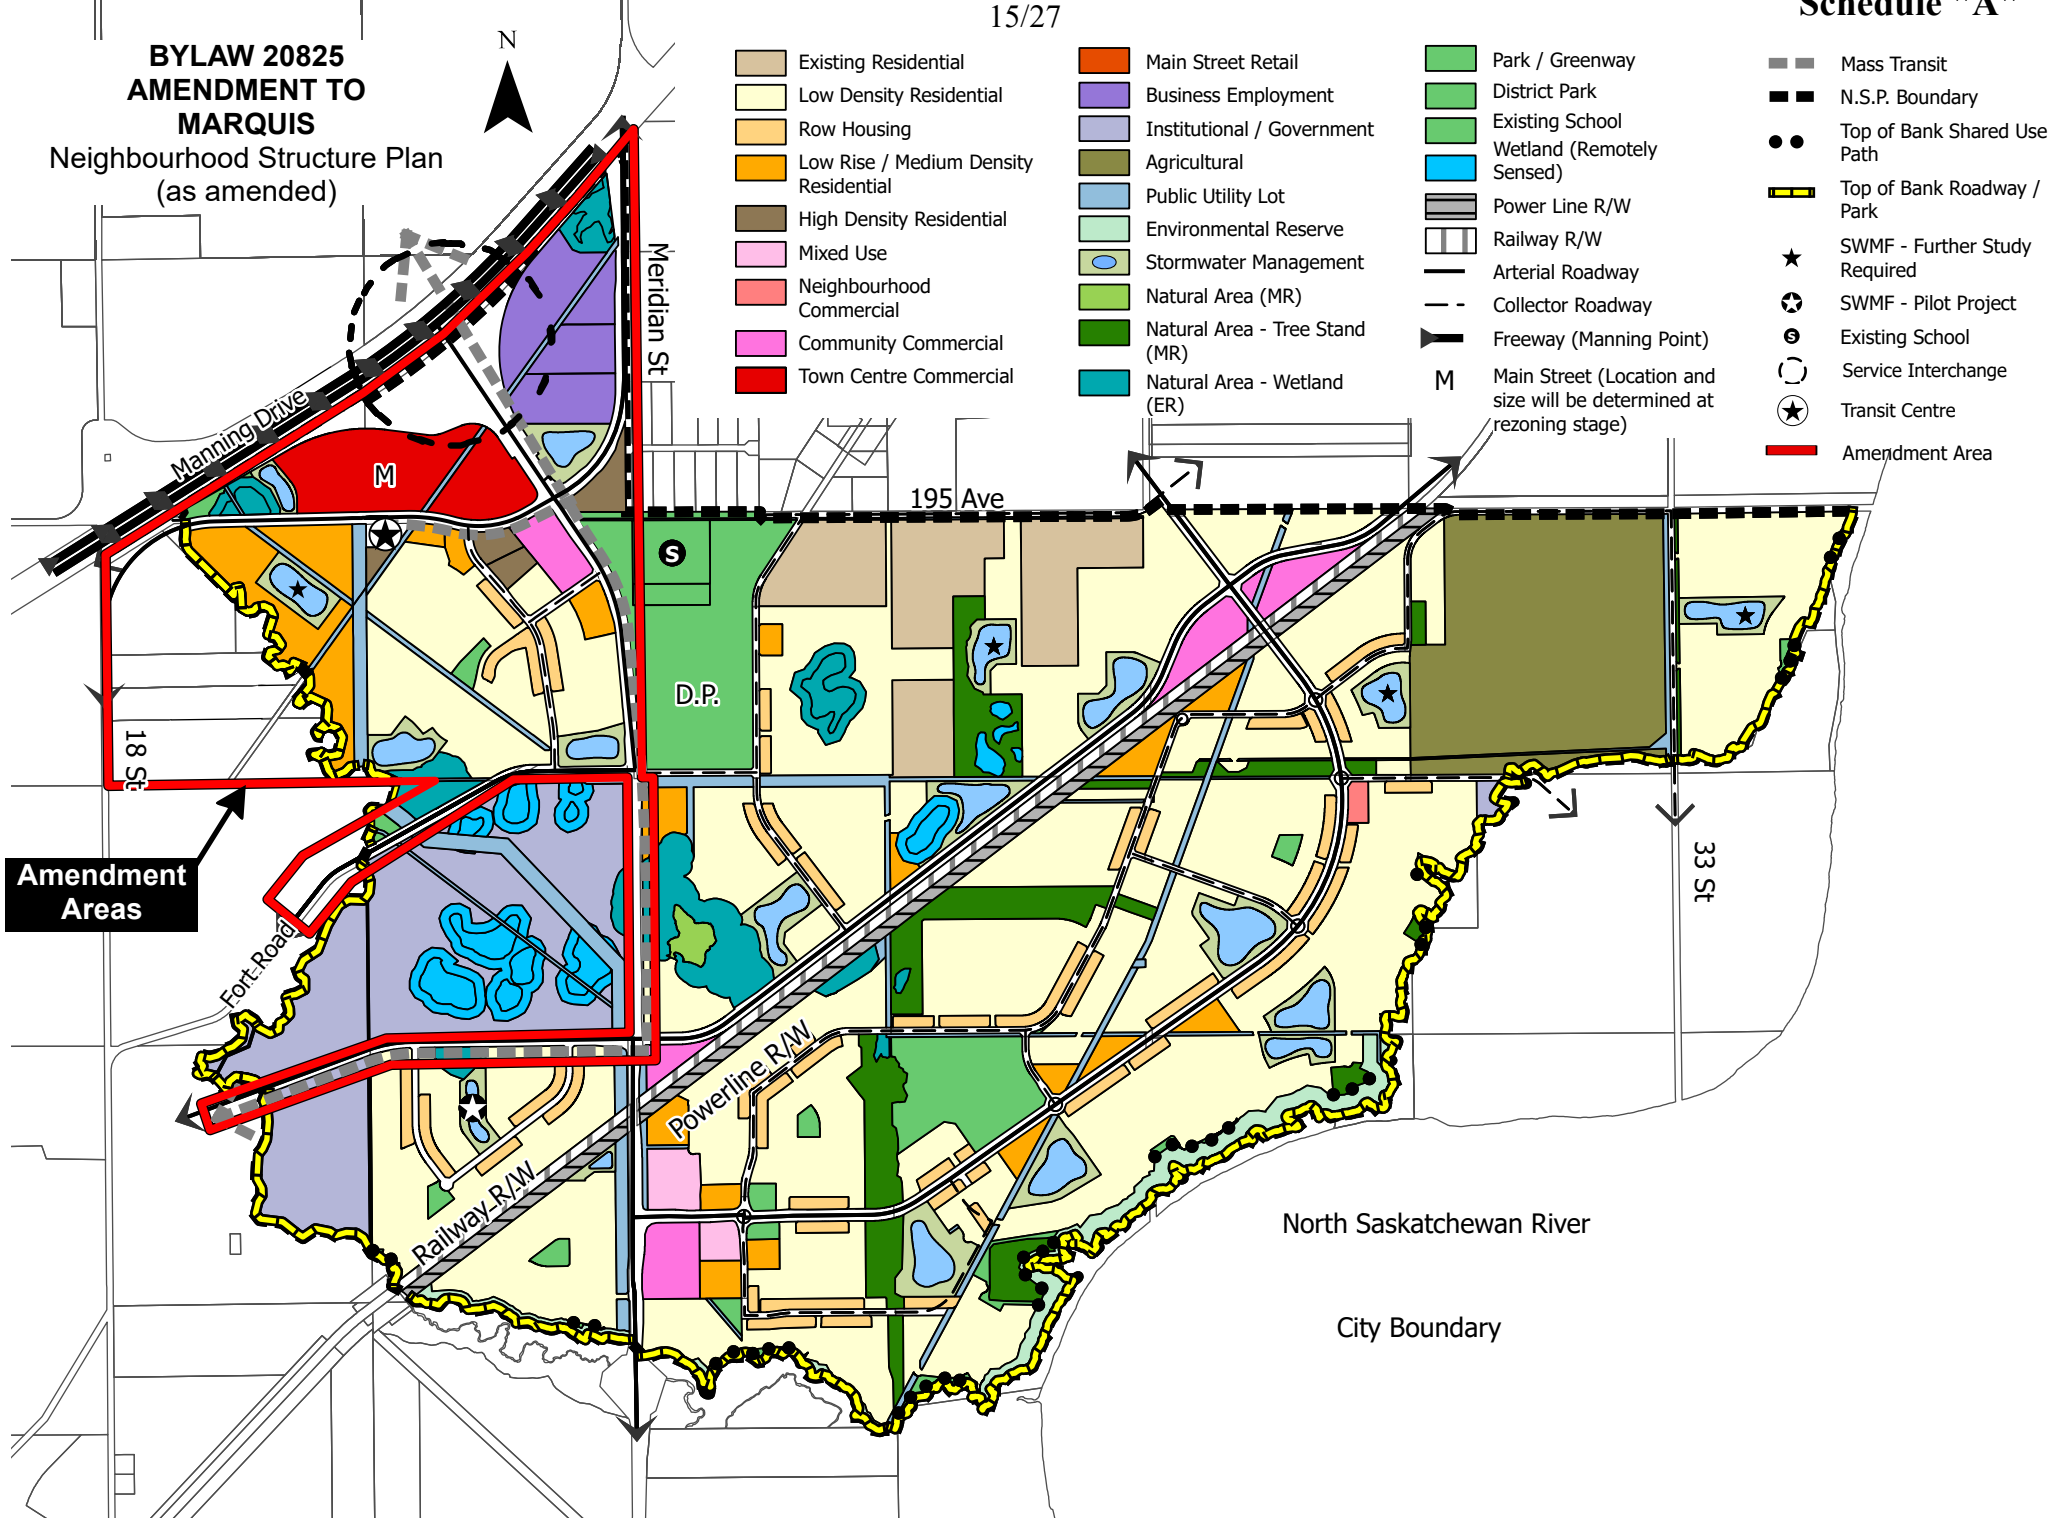 15/27
Schedule "A"
BYLAW 20825
AMENDMENT TO
MARQUIS
Neighbourhood Structure Plan
(as amended)
N
Existing Residential
Low Density Residential
Row Housing
Low Rise / Medium Density
Residential
High Density Residential
Mixed Use
Neighbourhood
Commercial
Community Commercial
Town Centre Commercial
Main Street Retail
Business Employment
Institutional / Government
Agricultural
Public Utility Lot
Environmental Reserve
Stormwater Management
Natural Area (MR)
Natural Area - Tree Stand
(MR)
Natural Area - Wetland
(ER)
Park / Greenway
District Park
Existing School
Wetland (Remotely
Sensed)
Power Line R/W
Railway R/W
Arterial Roadway
Collector Roadway
Freeway (Manning Point)
M
Main Street (Location and
size will be determined at
rezoning stage)
Mass Transit
N.S.P. Boundary
Top of Bank Shared Use
Path
Top of Bank Roadway /
Park
SWMF - Further Study
Required
SWMF - Pilot Project
S
Existing School
Service Interchange
Transit Centre
Amendment Area
Meridian St
Manning Drive
M
195 Ave
S
D.P.
18 St
33 St
Amendment
Areas
Fort Road
Powerline R/W
Railway R/W
North Saskatchewan River
City Boundary